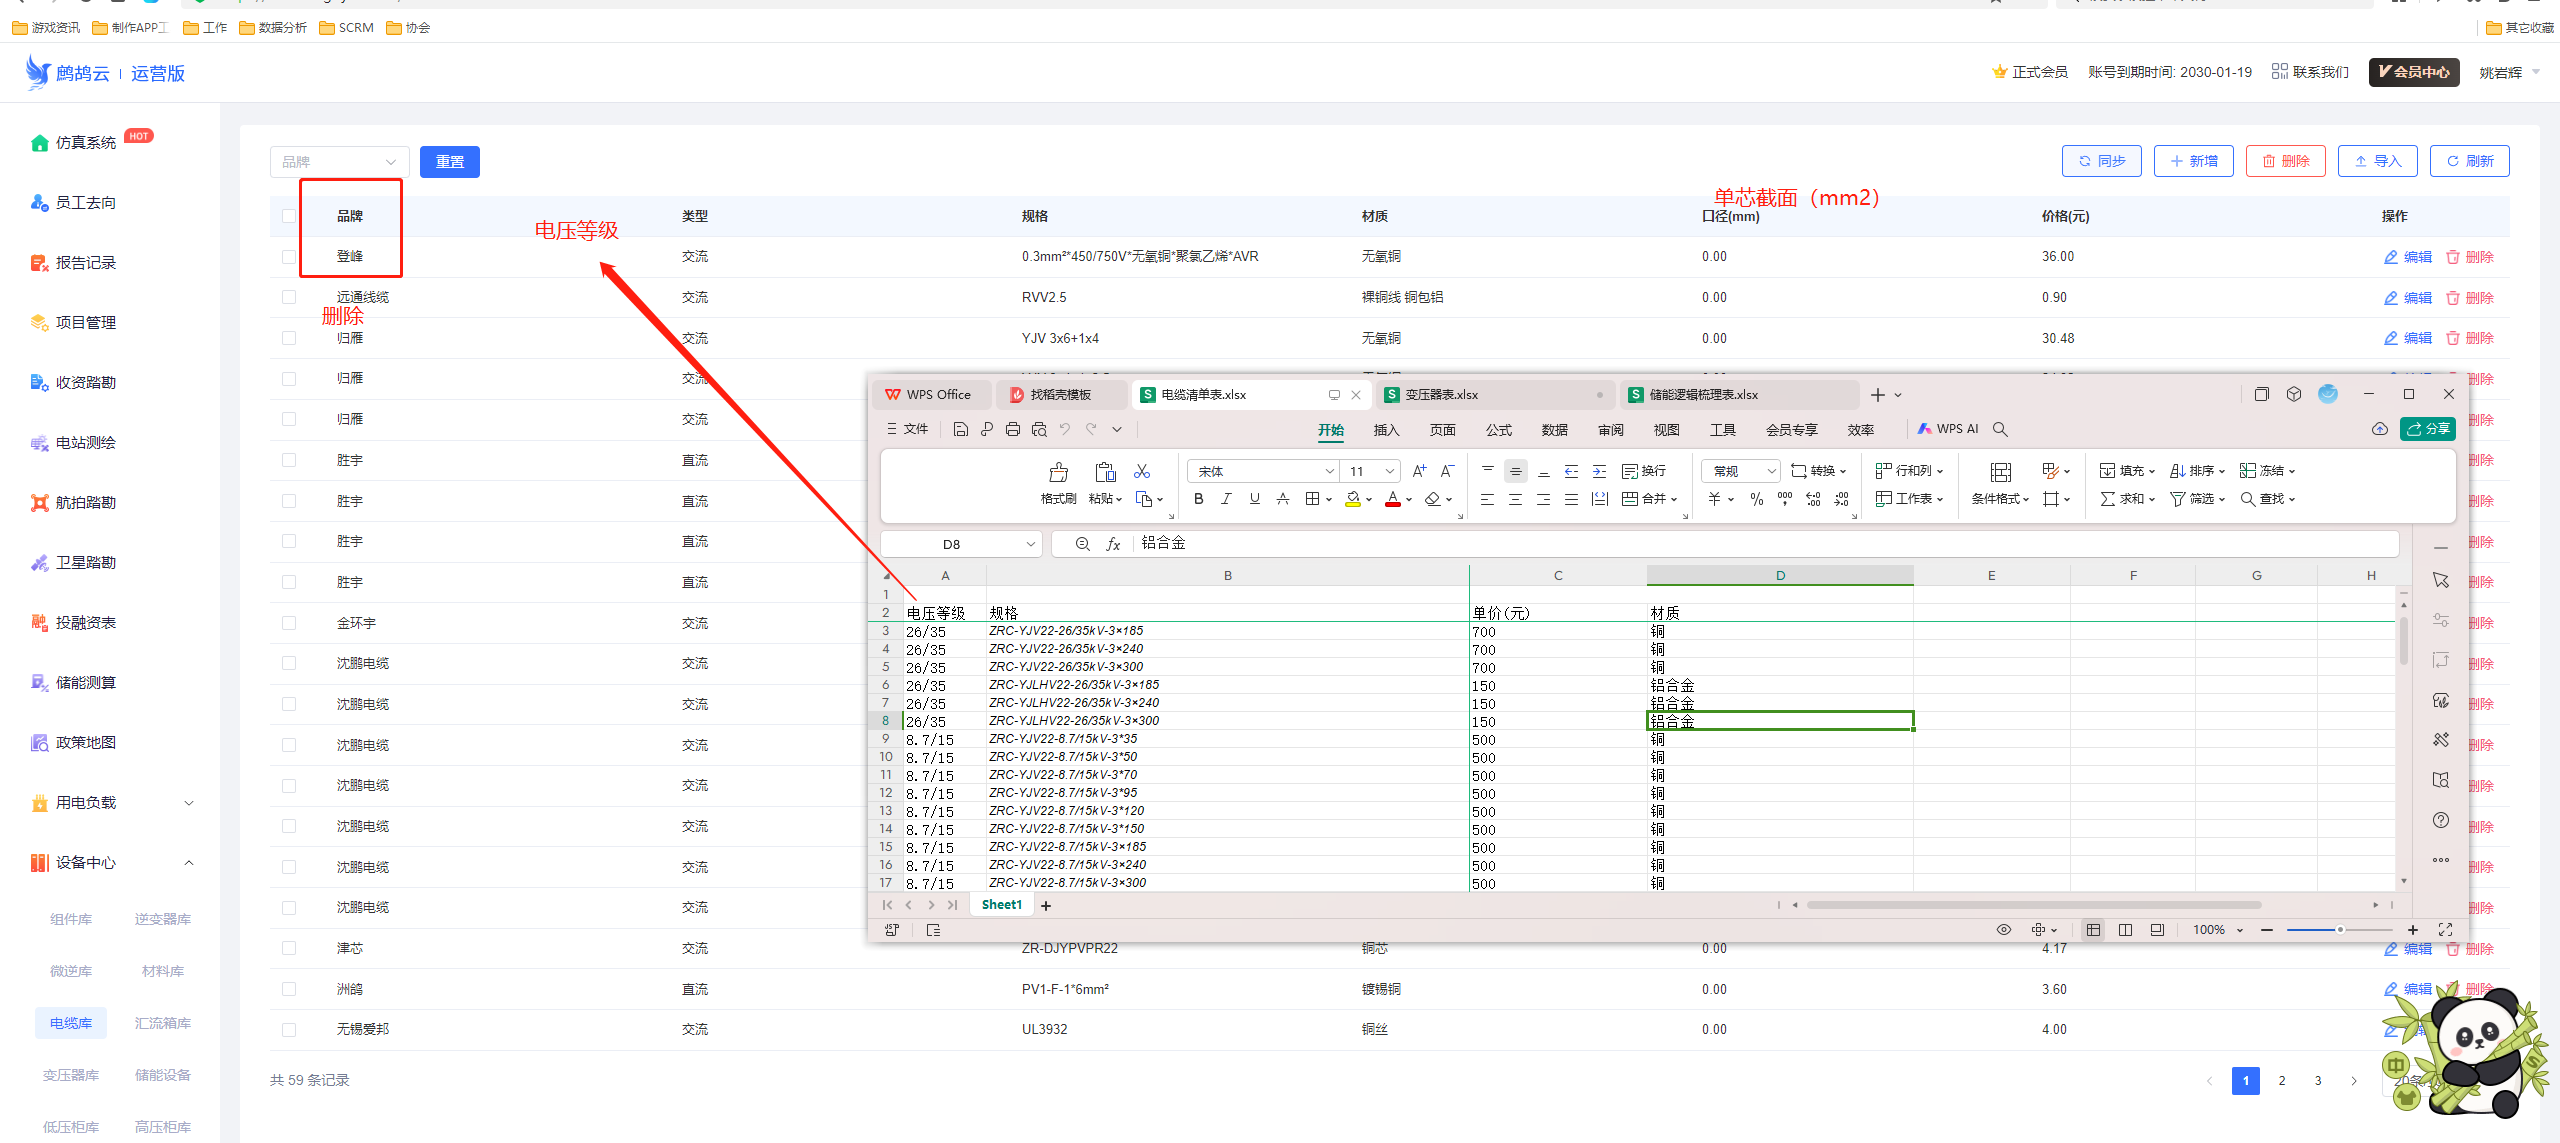 游戏资讯 制作APP工 工作 数据分析 SCRM 协会 其它收藏
鹧鸪云 | 运营版 正式会员 账号到期时间: 2030-01-19 联系我们 V会员中心 姚岩辉
仿真系统 HOT
员工去向
报告记录
项目管理
收资踏勘
电站测绘
航拍踏勘
卫星踏勘
投融资表
储能测算
政策地图
用电负载
设备中心
组件库 逆变器库
微逆库 材料库
电缆库 汇流箱库
变压器库 储能设备
低压柜库 高压柜库
品牌 重置 同步 新增 删除 导入 刷新
单芯截面（mm2）
电压等级
删除
品牌 类型 规格 材质 口径(mm) 价格(元) 操作
登峰 交流 0.3mm²*450/750V*无氧铜*聚氯乙烯*AVR 无氧铜 0.00 36.00 编辑 删除
远通线缆 交流 RVV2.5 裸铜线 铜包铝 0.00 0.90 编辑 删除
归雁 交流 YJV 3x6+1x4 无氧铜 0.00 30.48 编辑 删除
归雁 交流 删除
归雁 交流 删除
胜宇 直流 删除
胜宇 直流 删除
胜宇 直流 删除
胜宇 直流 删除
金环宇 交流 删除
沈鹏电缆 交流 删除
沈鹏电缆 交流 删除
沈鹏电缆 交流 删除
沈鹏电缆 交流 删除
沈鹏电缆 交流 删除
沈鹏电缆 交流 删除
沈鹏电缆 交流 删除
津芯 交流 ZR-DJYPVPR22 铜芯 0.00 4.17 编辑 删除
洲鸽 直流 PV1-F-1*6mm² 镀锡铜 0.00 3.60 编辑 删除
无锡爱邦 交流 UL3932 铜丝 0.00 4.00
共 59 条记录 1 2 3 20条
WPS Office 找稻壳模板 电缆清单表.xlsx 变压器表.xlsx 储能逻辑梳理表.xlsx
文件 开始 插入 页面 公式 数据 审阅 视图 工具 会员专享 效率 WPS AI 分享
宋体 11 换行 常规 转换 行和列 填充 排序 冻结
格式刷 粘贴 B I U A 合并 % 工作表 条件格式 求和 筛选 查找
D8 fx 铝合金
A B C D E F G H
1
2 电压等级 规格 单价(元) 材质
3 26/35 ZRC-YJV22-26/35kV-3×185 700 铜
4 26/35 ZRC-YJV22-26/35kV-3×240 700 铜
5 26/35 ZRC-YJV22-26/35kV-3×300 700 铜
6 26/35 ZRC-YJLHV22-26/35kV-3×185 150 铝合金
7 26/35 ZRC-YJLHV22-26/35kV-3×240 150 铝合金
8 26/35 ZRC-YJLHV22-26/35kV-3×300 150 铝合金
9 8.7/15 ZRC-YJV22-8.7/15kV-3*35 500 铜
10 8.7/15 ZRC-YJV22-8.7/15kV-3*50 500 铜
11 8.7/15 ZRC-YJV22-8.7/15kV-3*70 500 铜
12 8.7/15 ZRC-YJV22-8.7/15kV-3*95 500 铜
13 8.7/15 ZRC-YJV22-8.7/15kV-3*120 500 铜
14 8.7/15 ZRC-YJV22-8.7/15kV-3*150 500 铜
15 8.7/15 ZRC-YJV22-8.7/15kV-3×185 500 铜
16 8.7/15 ZRC-YJV22-8.7/15kV-3×240 500 铜
17 8.7/15 ZRC-YJV22-8.7/15kV-3×300 500 铜
Sheet1
100%
中 S